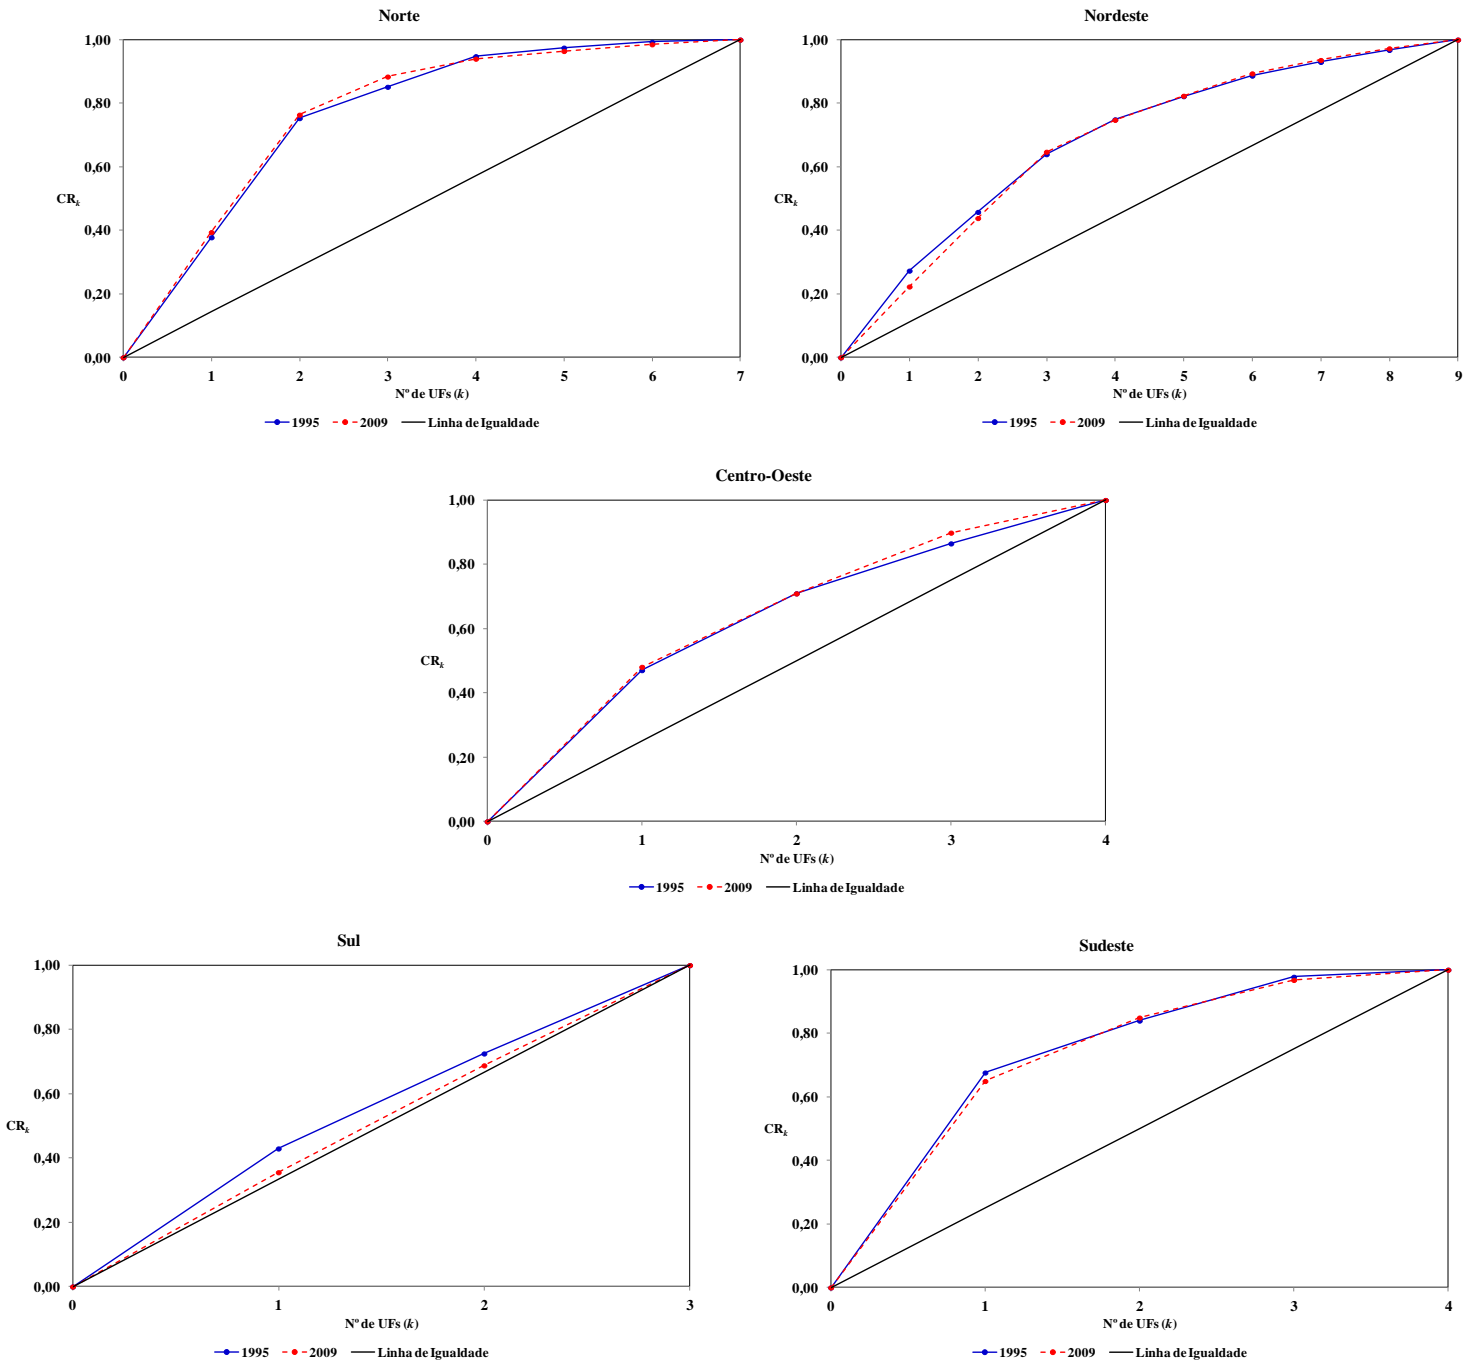 Norte
1,00
0,80
0,60
CRk
0,40
0,20
0,00
0 1 2 3 4 5 6 7
Nº de UFs (k)
1995 2009 Linha de Igualdade
Nordeste
1,00
0,80
0,60
CRk
0,40
0,20
0,00
0 1 2 3 4 5 6 7 8 9
Nº de UFs (k)
1995 2009 Linha de Igualdade
Centro-Oeste
1,00
0,80
0,60
CRk
0,40
0,20
0,00
0 1 2 3 4
Nº de UFs (k)
1995 2009 Linha de Igualdade
Sul
1,00
0,80
0,60
CRk
0,40
0,20
0,00
0 1 2 3
Nº de UFs (k)
1995 2009 Linha de Igualdade
Sudeste
1,00
0,80
0,60
CRk
0,40
0,20
0,00
0 1 2 3 4
Nº de UFs (k)
1995 2009 Linha de Igualdade